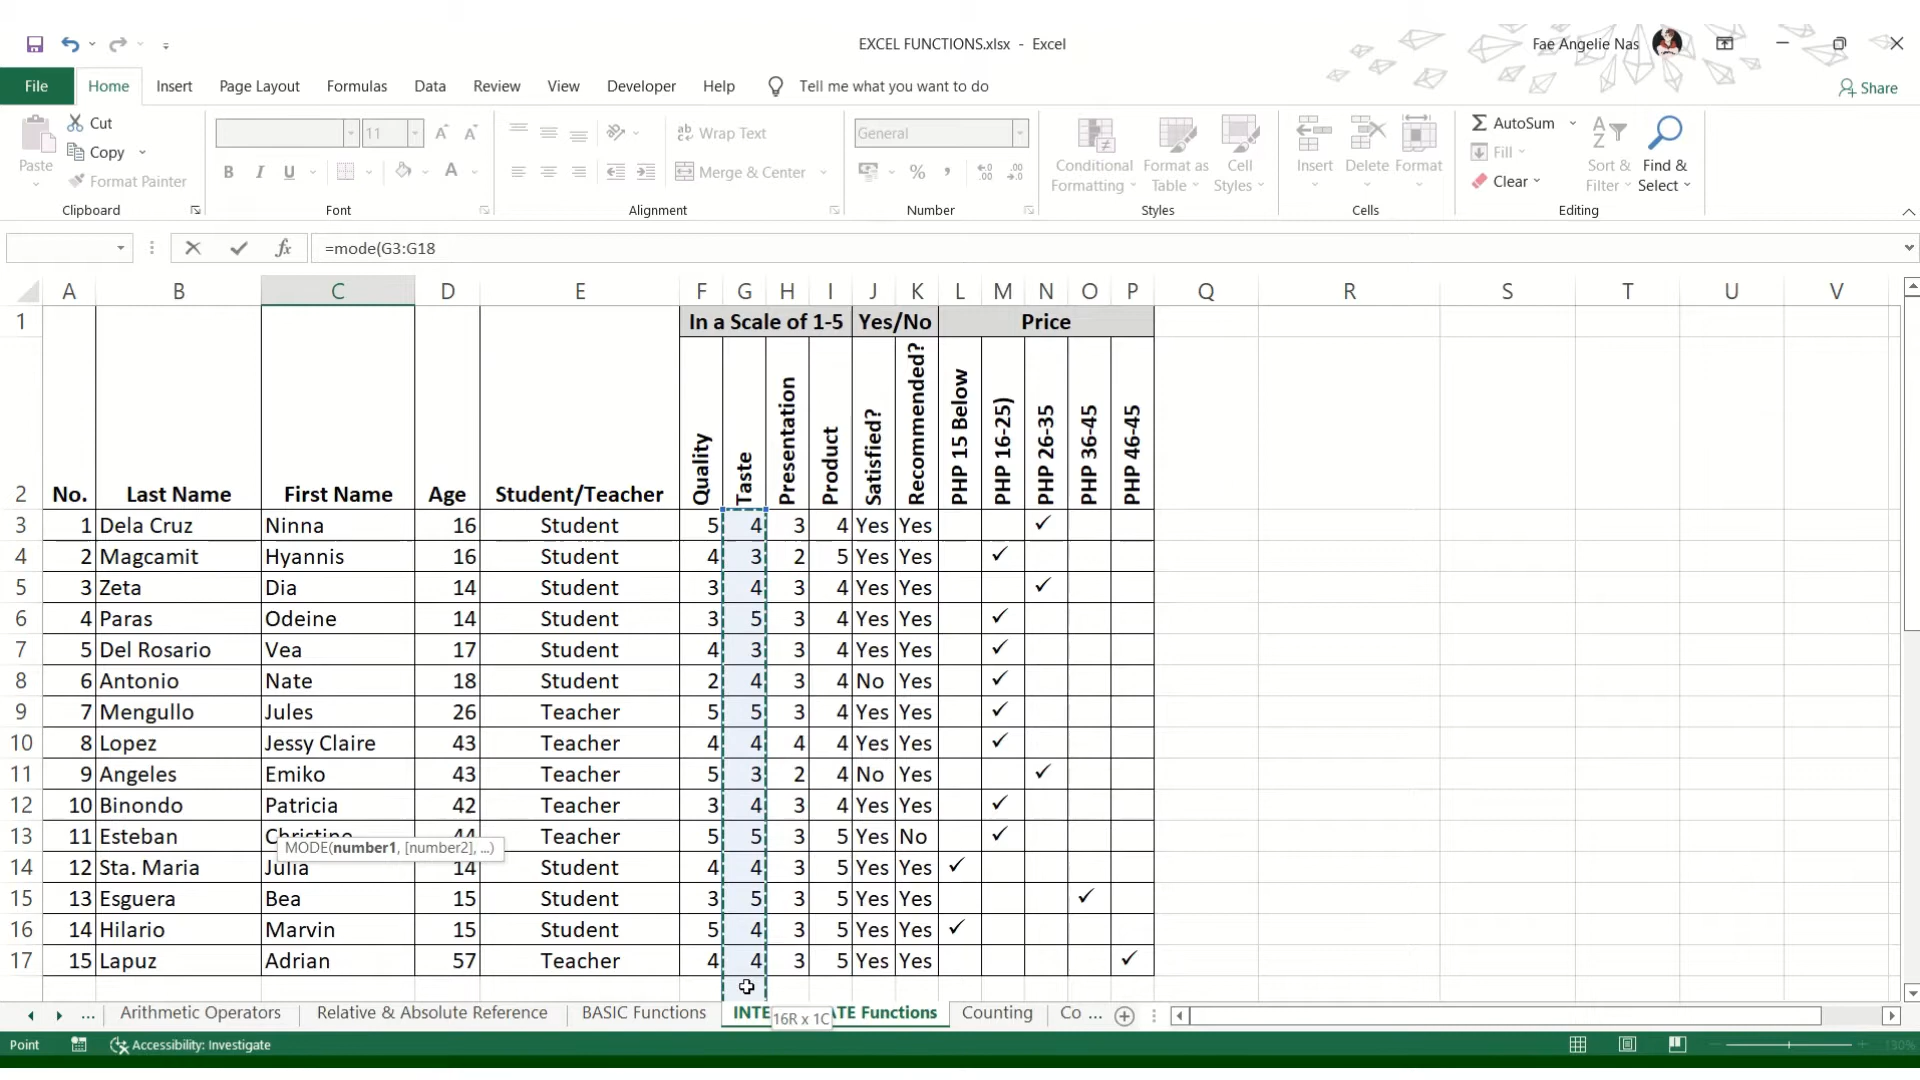 EXCEL FUNCTIONS.xlsx - Excel
Fae Angelie Nas
File Home Insert Page Layout Formulas Data Review View Developer Help Tell me what you want to do Share
Paste Cut Copy Format Painter Clipboard
11 B I U A Font
ab Wrap Text Merge & Center Alignment
General % , Number
Conditional Formatting Format as Table Cell Styles Styles
Insert Delete Format Cells
AutoSum Fill Clear Sort & Filter Find & Select Editing
fx =mode(G3:G18
A B C D E F G H I J K L M N O P Q R S T U V
1 In a Scale of 1-5 Yes/No Price
2 No. Last Name First Name Age Student/Teacher Quality Taste Presentation Product Satisfied? Recommended? PHP 15 Below PHP 16-25) PHP 26-35 PHP 36-45 PHP 46-45
3 1 Dela Cruz Ninna 16 Student 5 4 3 4 Yes Yes ✓
4 2 Magcamit Hyannis 16 Student 4 3 2 5 Yes Yes ✓
5 3 Zeta Dia 14 Student 3 4 3 4 Yes Yes ✓
6 4 Paras Odeine 14 Student 3 5 3 4 Yes Yes ✓
7 5 Del Rosario Vea 17 Student 4 3 3 4 Yes Yes ✓
8 6 Antonio Nate 18 Student 2 4 3 4 No Yes ✓
9 7 Mengullo Jules 26 Teacher 5 5 3 4 Yes Yes ✓
10 8 Lopez Jessy Claire 43 Teacher 4 4 4 4 Yes Yes ✓
11 9 Angeles Emiko 43 Teacher 5 3 2 4 No Yes ✓
12 10 Binondo Patricia 42 Teacher 3 4 3 4 Yes Yes ✓
13 11 Esteban Christine 44 Teacher 5 5 3 5 Yes No ✓
MODE(number1, [number2], ...)
14 12 Sta. Maria Julia 14 Student 4 4 3 5 Yes Yes ✓
15 13 Esguera Bea 15 Student 3 5 3 5 Yes Yes ✓
16 14 Hilario Marvin 15 Student 5 4 3 5 Yes Yes ✓
17 15 Lapuz Adrian 57 Teacher 4 4 3 5 Yes Yes ✓
... Arithmetic Operators Relative & Absolute Reference BASIC Functions INTE ATE Functions Counting Co ...
16R x 1C
Point Accessibility: Investigate 130%